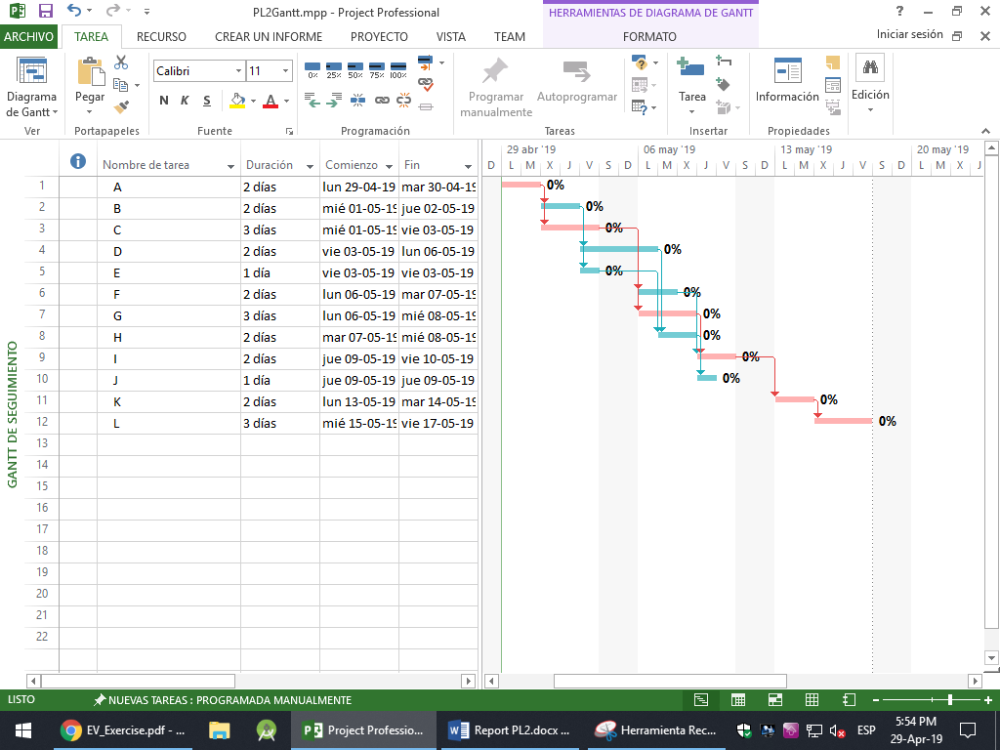 PL2Gantt.mpp - Project Professional
HERRAMIENTAS DE DIAGRAMA DE GANTT
ARCHIVO TAREA RECURSO CREAR UN INFORME PROYECTO VISTA TEAM FORMATO Iniciar sesión
Diagrama de Gantt
Ver
Pegar
Portapapeles
Calibri 11
N K S A
Fuente
0% 25% 50% 75% 100%
Programación
Programar manualmente
Autoprogramar
Tareas
Tarea
Insertar
Información
Propiedades
Edición
29 abr '19 06 may '19 13 may '19 20 may '19
Nombre de tarea Duración Comienzo Fin
D L M X J V S D L M X J V S D L M X J V S D L M X J
1 A 2 días lun 29-04-19 mar 30-04-19 0%
2 B 2 días mié 01-05-19 jue 02-05-19 0%
3 C 3 días mié 01-05-19 vie 03-05-19 0%
4 D 2 días vie 03-05-19 lun 06-05-19 0%
5 E 1 día vie 03-05-19 vie 03-05-19 0%
6 F 2 días lun 06-05-19 mar 07-05-19 0%
7 G 3 días lun 06-05-19 mié 08-05-19 0%
8 H 2 días mar 07-05-19 mié 08-05-19 0%
9 I 2 días jue 09-05-19 vie 10-05-19 0%
10 J 1 día jue 09-05-19 jue 09-05-19 0%
11 K 2 días lun 13-05-19 mar 14-05-19 0%
12 L 3 días mié 15-05-19 vie 17-05-19 0%
13
14
15
16
17
18
19
20
21
22
GANTT DE SEGUIMIENTO
LISTO NUEVAS TAREAS : PROGRAMADA MANUALMENTE
EV_Exercise.pdf - ... Project Professio... Report PL2.docx ... Herramienta Rec... ESP
5:54 PM
29-Apr-19